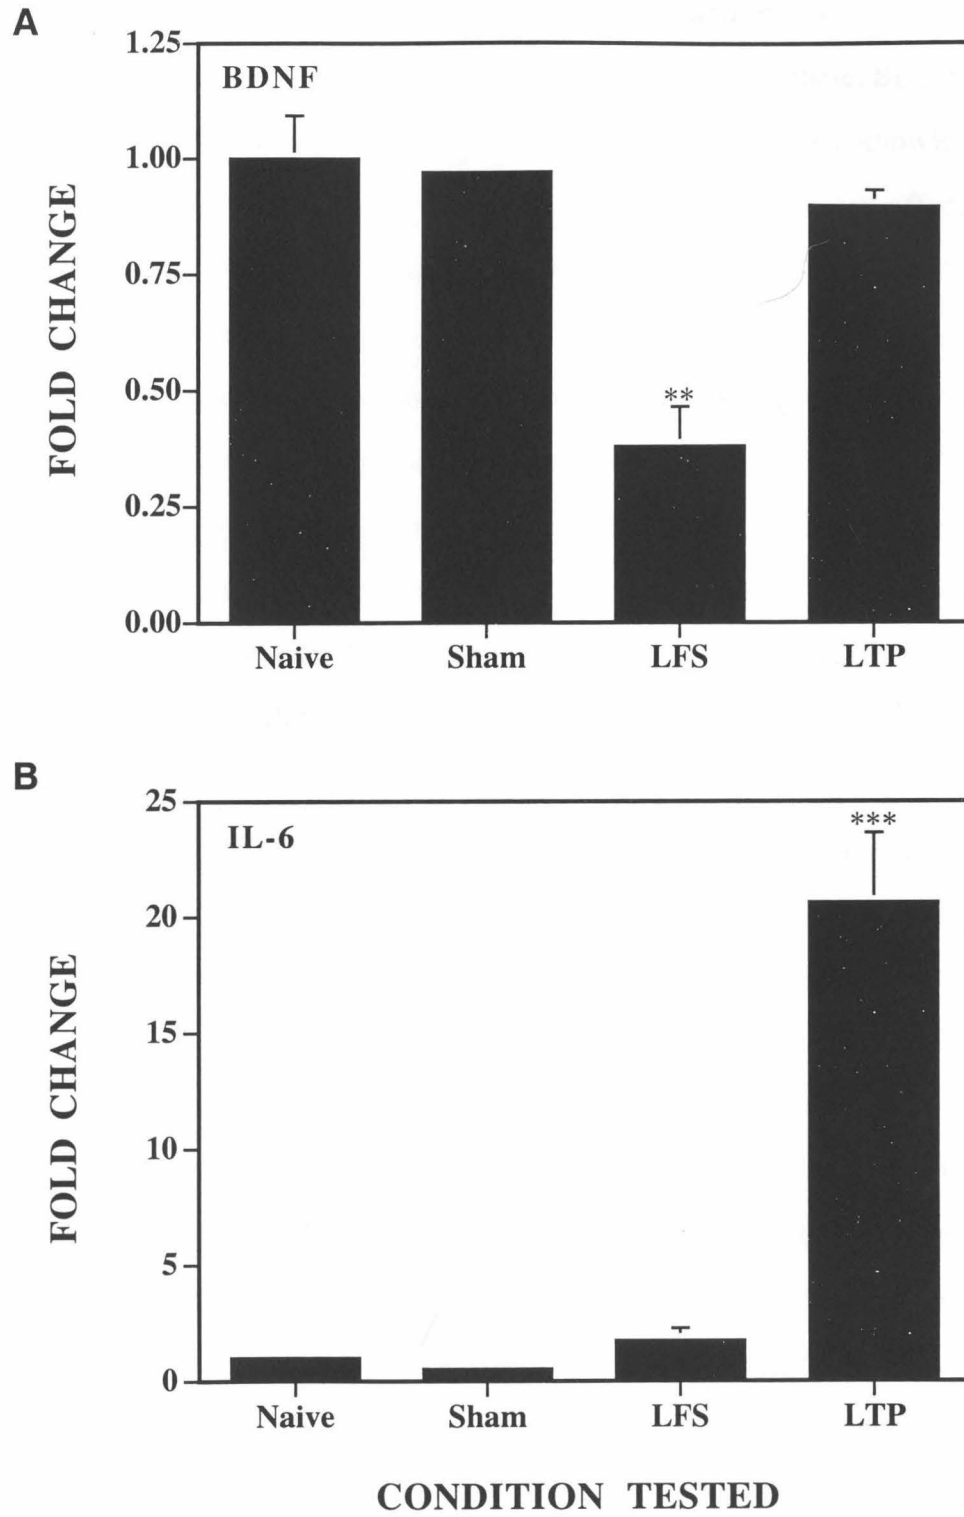 A
1.25
BDNF
1.00
0.75
0.50
**
0.25
0.00
FOLD CHANGE
Naive Sham LFS LTP
B
25
IL-6
***
20
15
10
5
0
FOLD CHANGE
Naive Sham LFS LTP
CONDITION TESTED